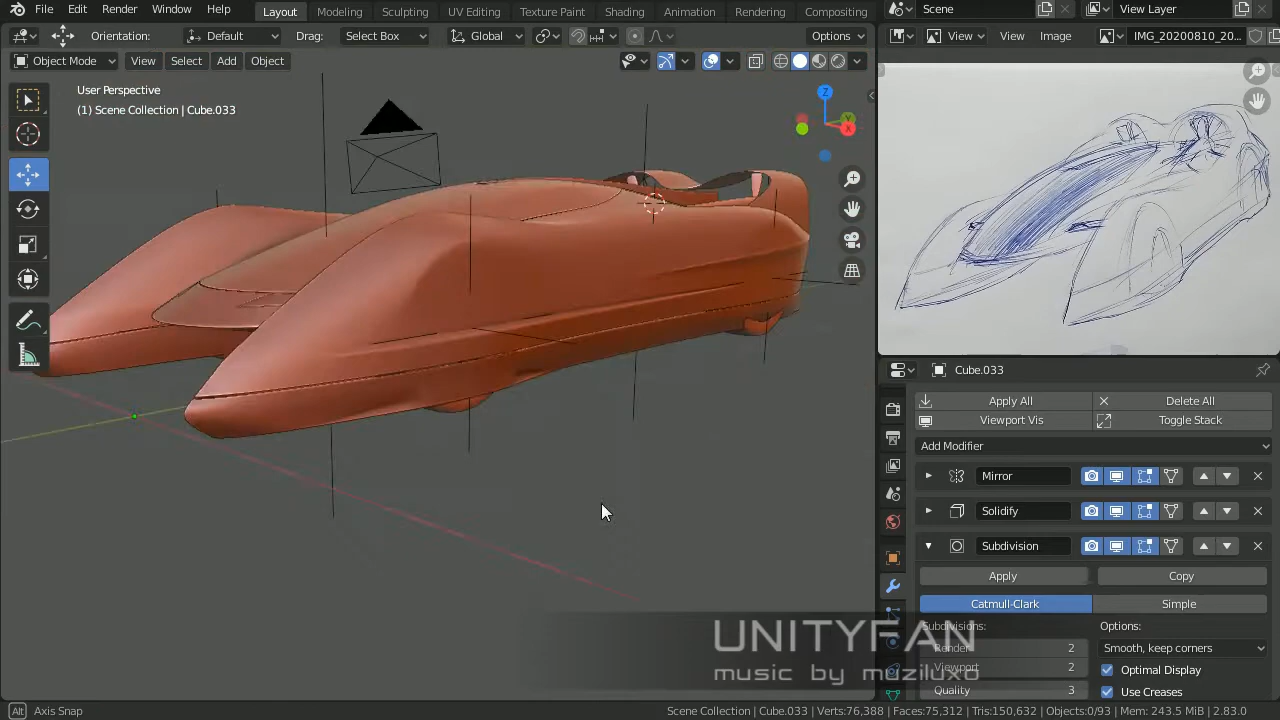 File Edit Render Window Help Layout Modeling Sculpting UV Editing Texture Paint Shading Animation Rendering Compositing Scene View Layer
Orientation: Default Drag: Select Box Global Options View View Image IMG_20200810_20...
Object Mode View Select Add Object
User Perspective
(1) Scene Collection | Cube.033
Z
Y
X
Cube.033
Apply All Delete All
Viewport Vis Toggle Stack
Add Modifier
Mirror
Solidify
Subdivision
Apply Copy
Catmull-Clark Simple
Subdivisions: Options:
Render 2 Smooth, keep corners
Viewport 2 Optimal Display
Quality 3 Use Creases
UNITYFAN
music by muziluxo
Alt Axis Snap Scene Collection | Cube.033 | Verts:76,388 | Faces:75,312 | Tris:150,632 | Objects:0/93 | Mem: 243.5 MiB | 2.83.0